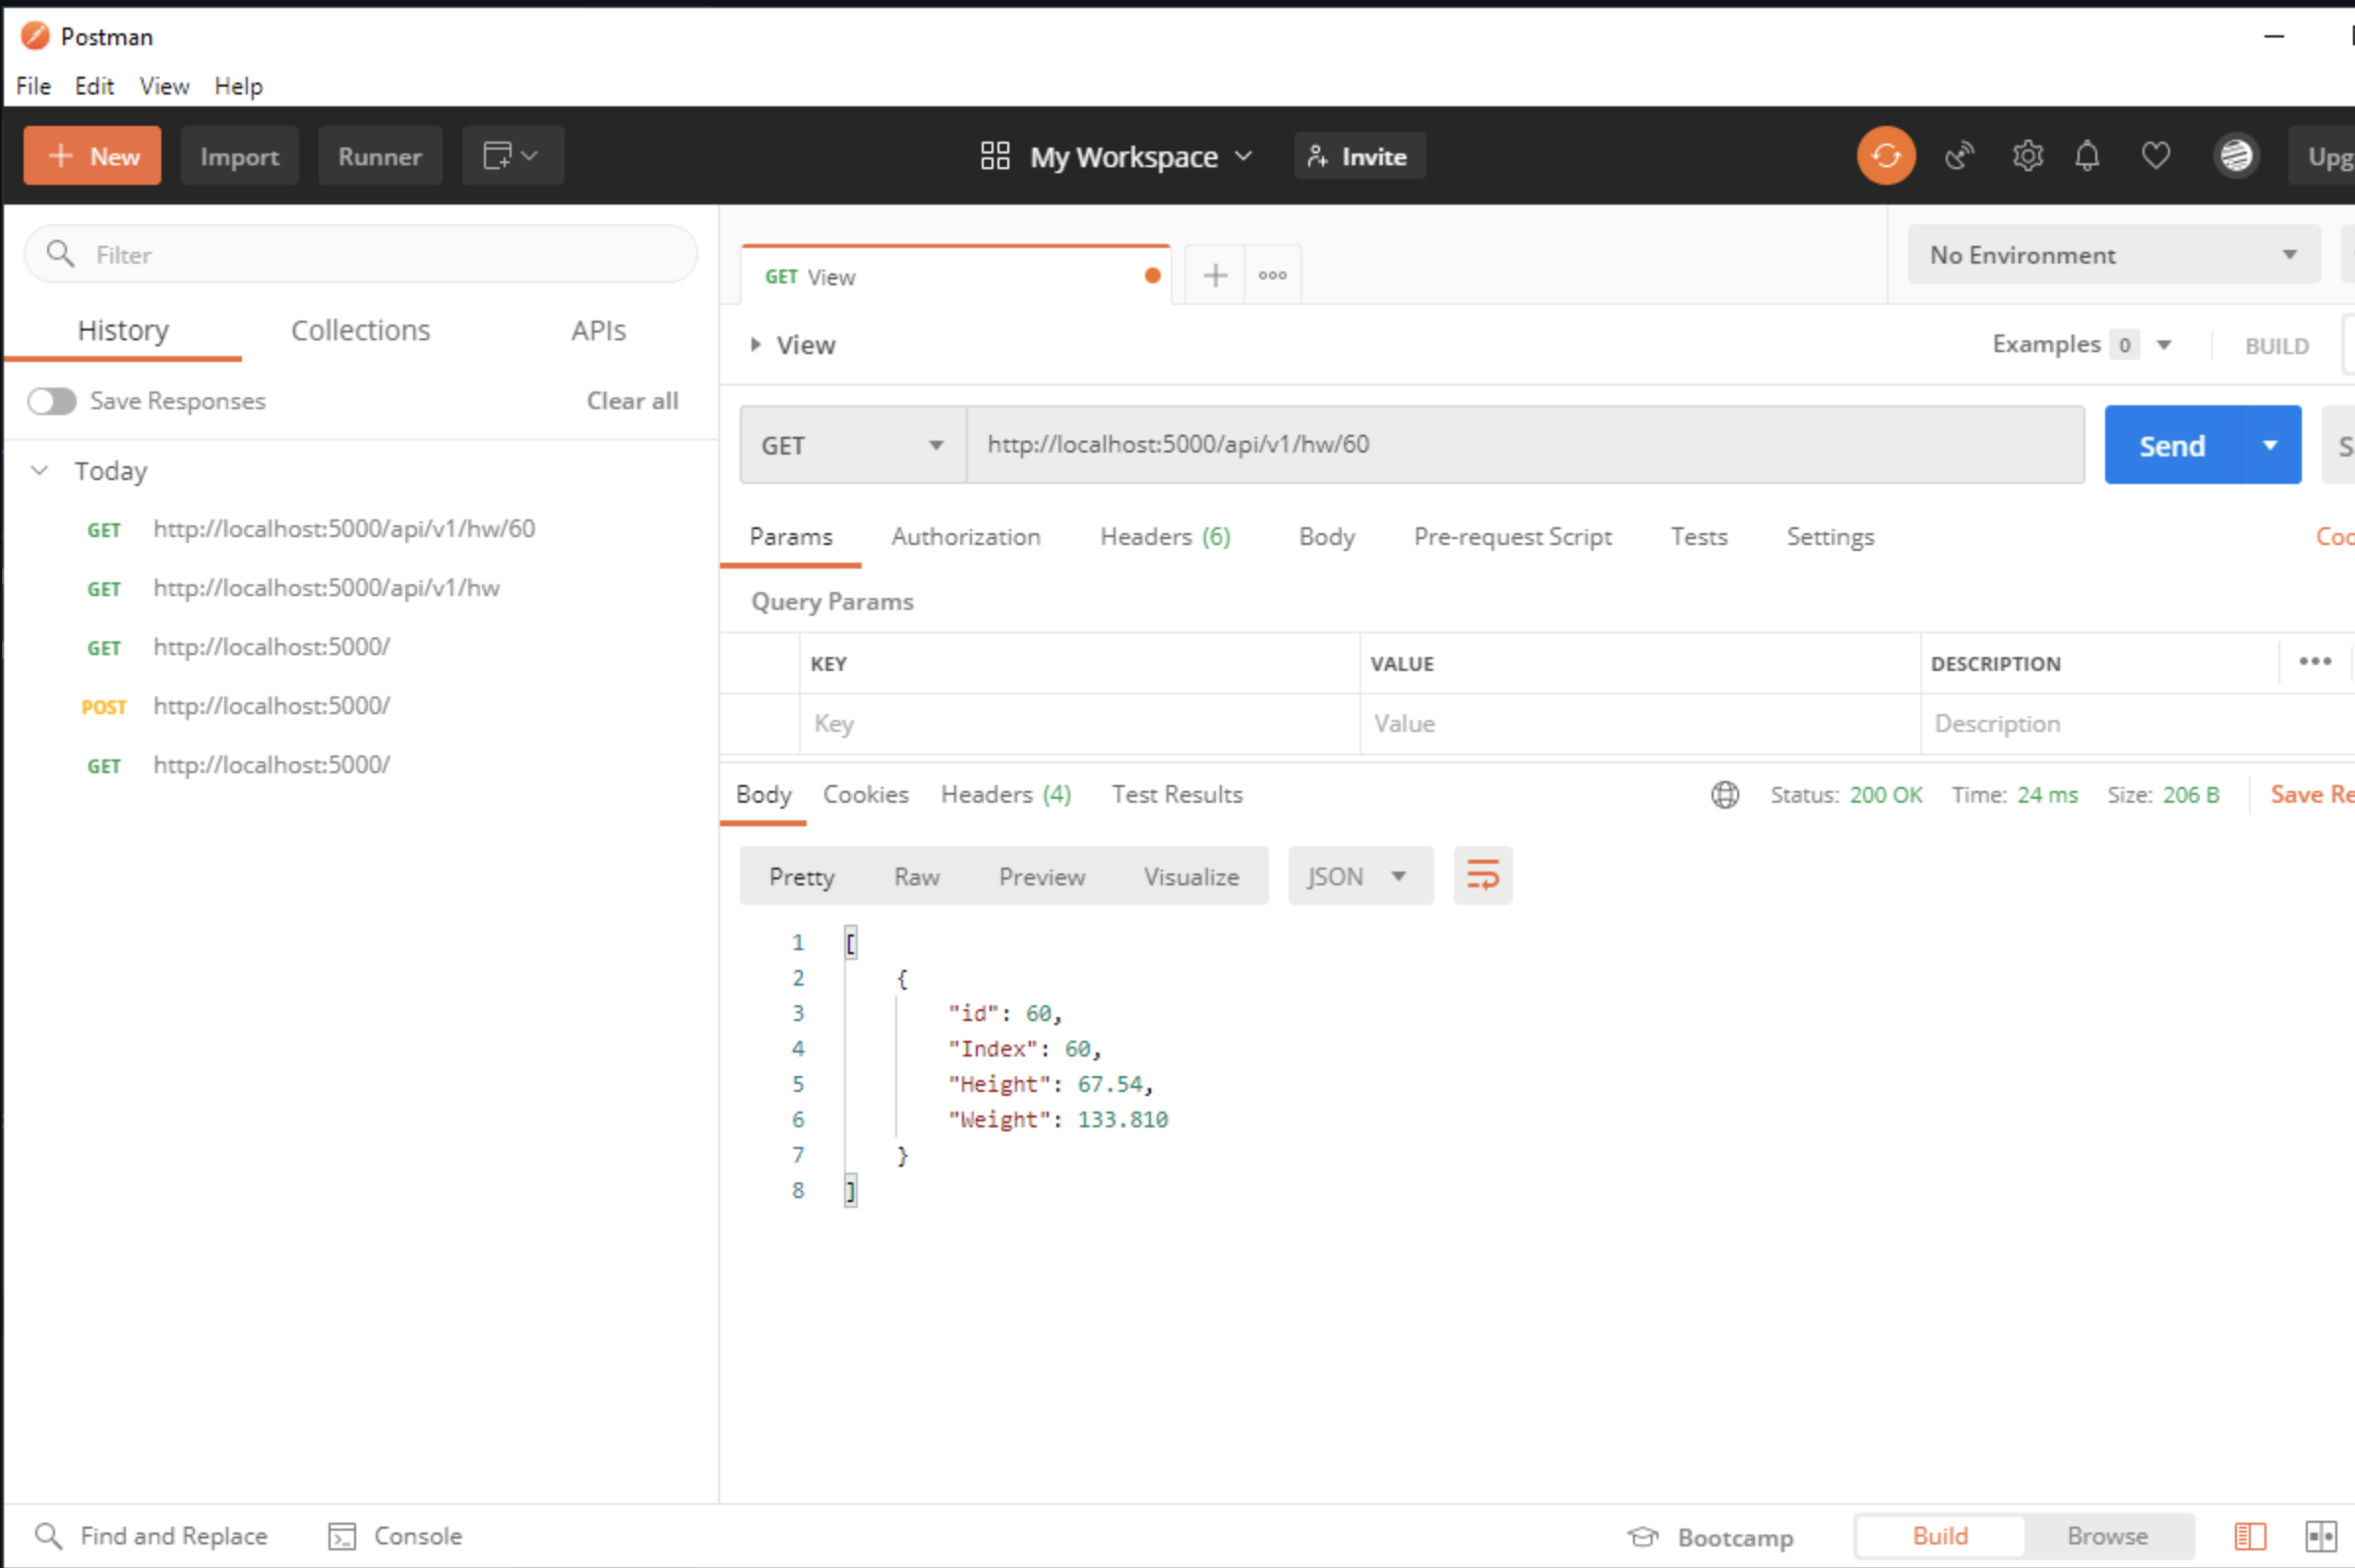 Postman
File Edit View Help
New Import Runner My Workspace Invite
Filter
History Collections APIs
Save Responses Clear all
Today
GET http://localhost:5000/api/v1/hw/60
GET http://localhost:5000/api/v1/hw
GET http://localhost:5000/
POST http://localhost:5000/
GET http://localhost:5000/
GET View
No Environment
View
Examples 0 BUILD
GET http://localhost:5000/api/v1/hw/60 Send
Params Authorization Headers (6) Body Pre-request Script Tests Settings
Query Params
KEY VALUE DESCRIPTION
Key Value Description
Body Cookies Headers (4) Test Results Status: 200 OK Time: 24 ms Size: 206 B Save
Pretty Raw Preview Visualize JSON
1 [
2 {
3 "id": 60,
4 "Index": 60,
5 "Height": 67.54,
6 "Weight": 133.810
7 }
8 ]
Find and Replace Console Bootcamp Build Browse